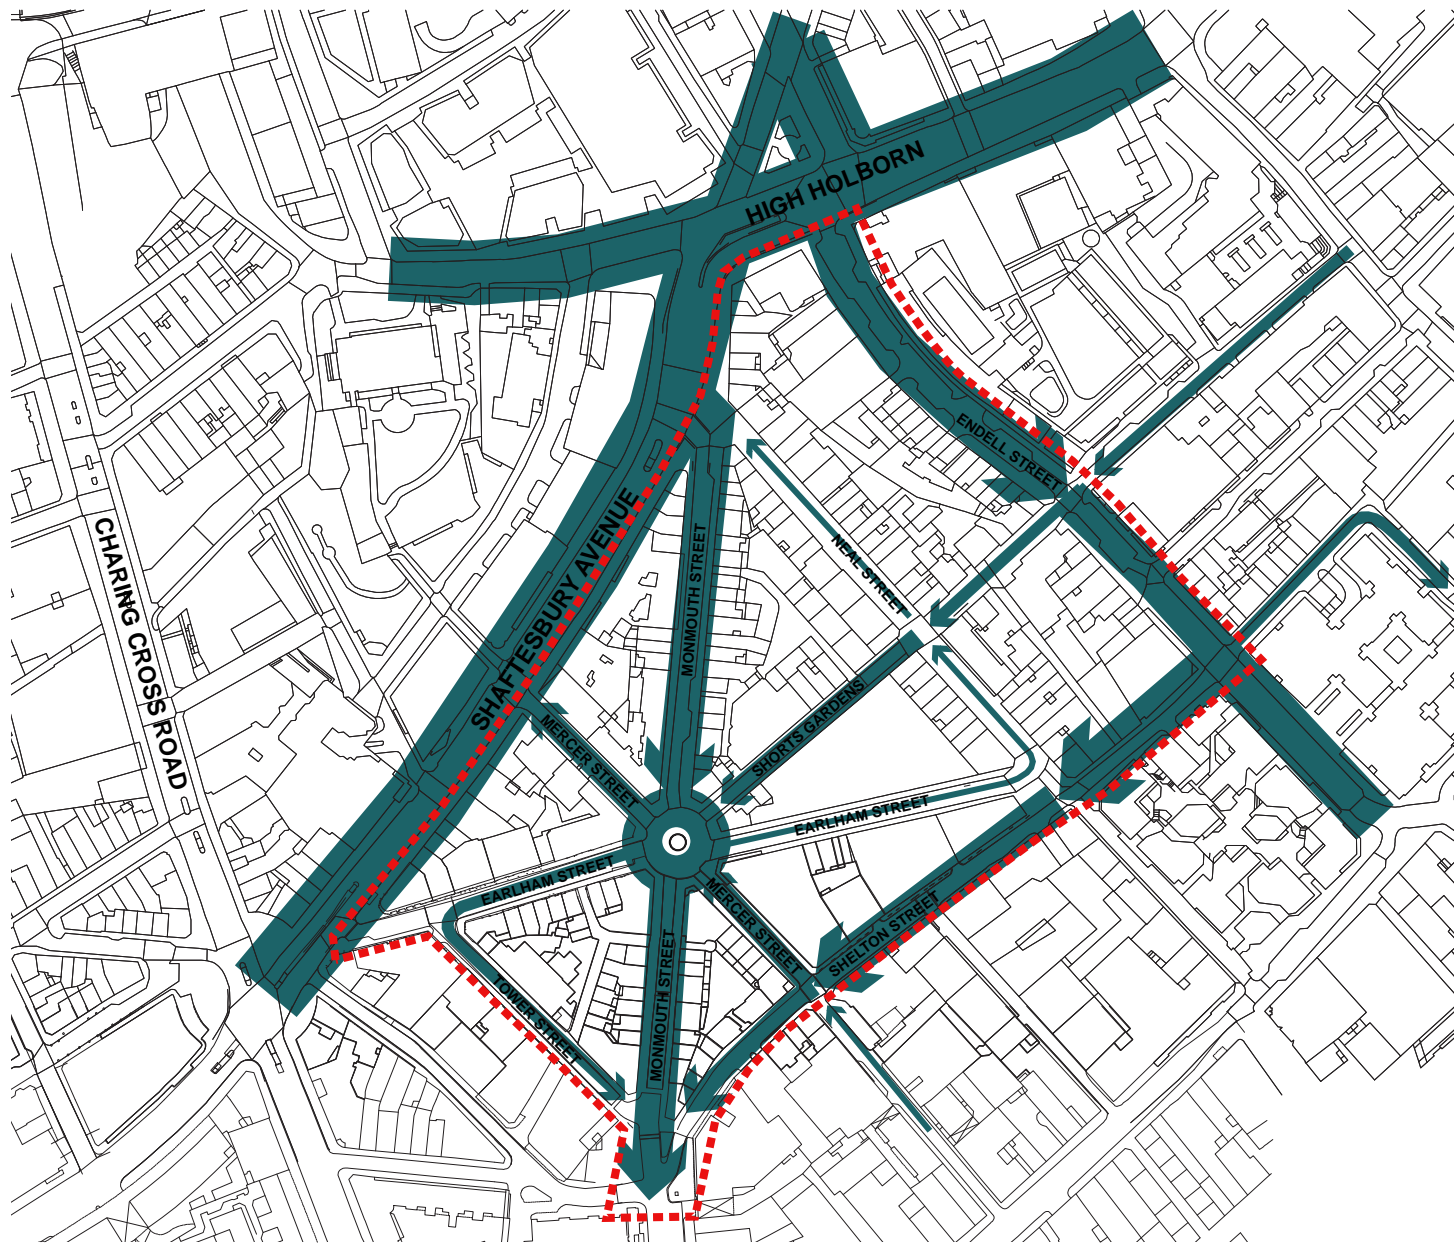 HIGH HOLBORN
ENDELL STREET
CHARING CROSS ROAD
SHAFTESBURY AVENUE
MONMOUTH STREET
NEAL STREET
SHORTS GARDENS
MERCER STREET
EARLHAM STREET
EARLHAM STREET
MERCER STREET
SHELTON STREET
TOWER STREET
MONMOUTH STREET